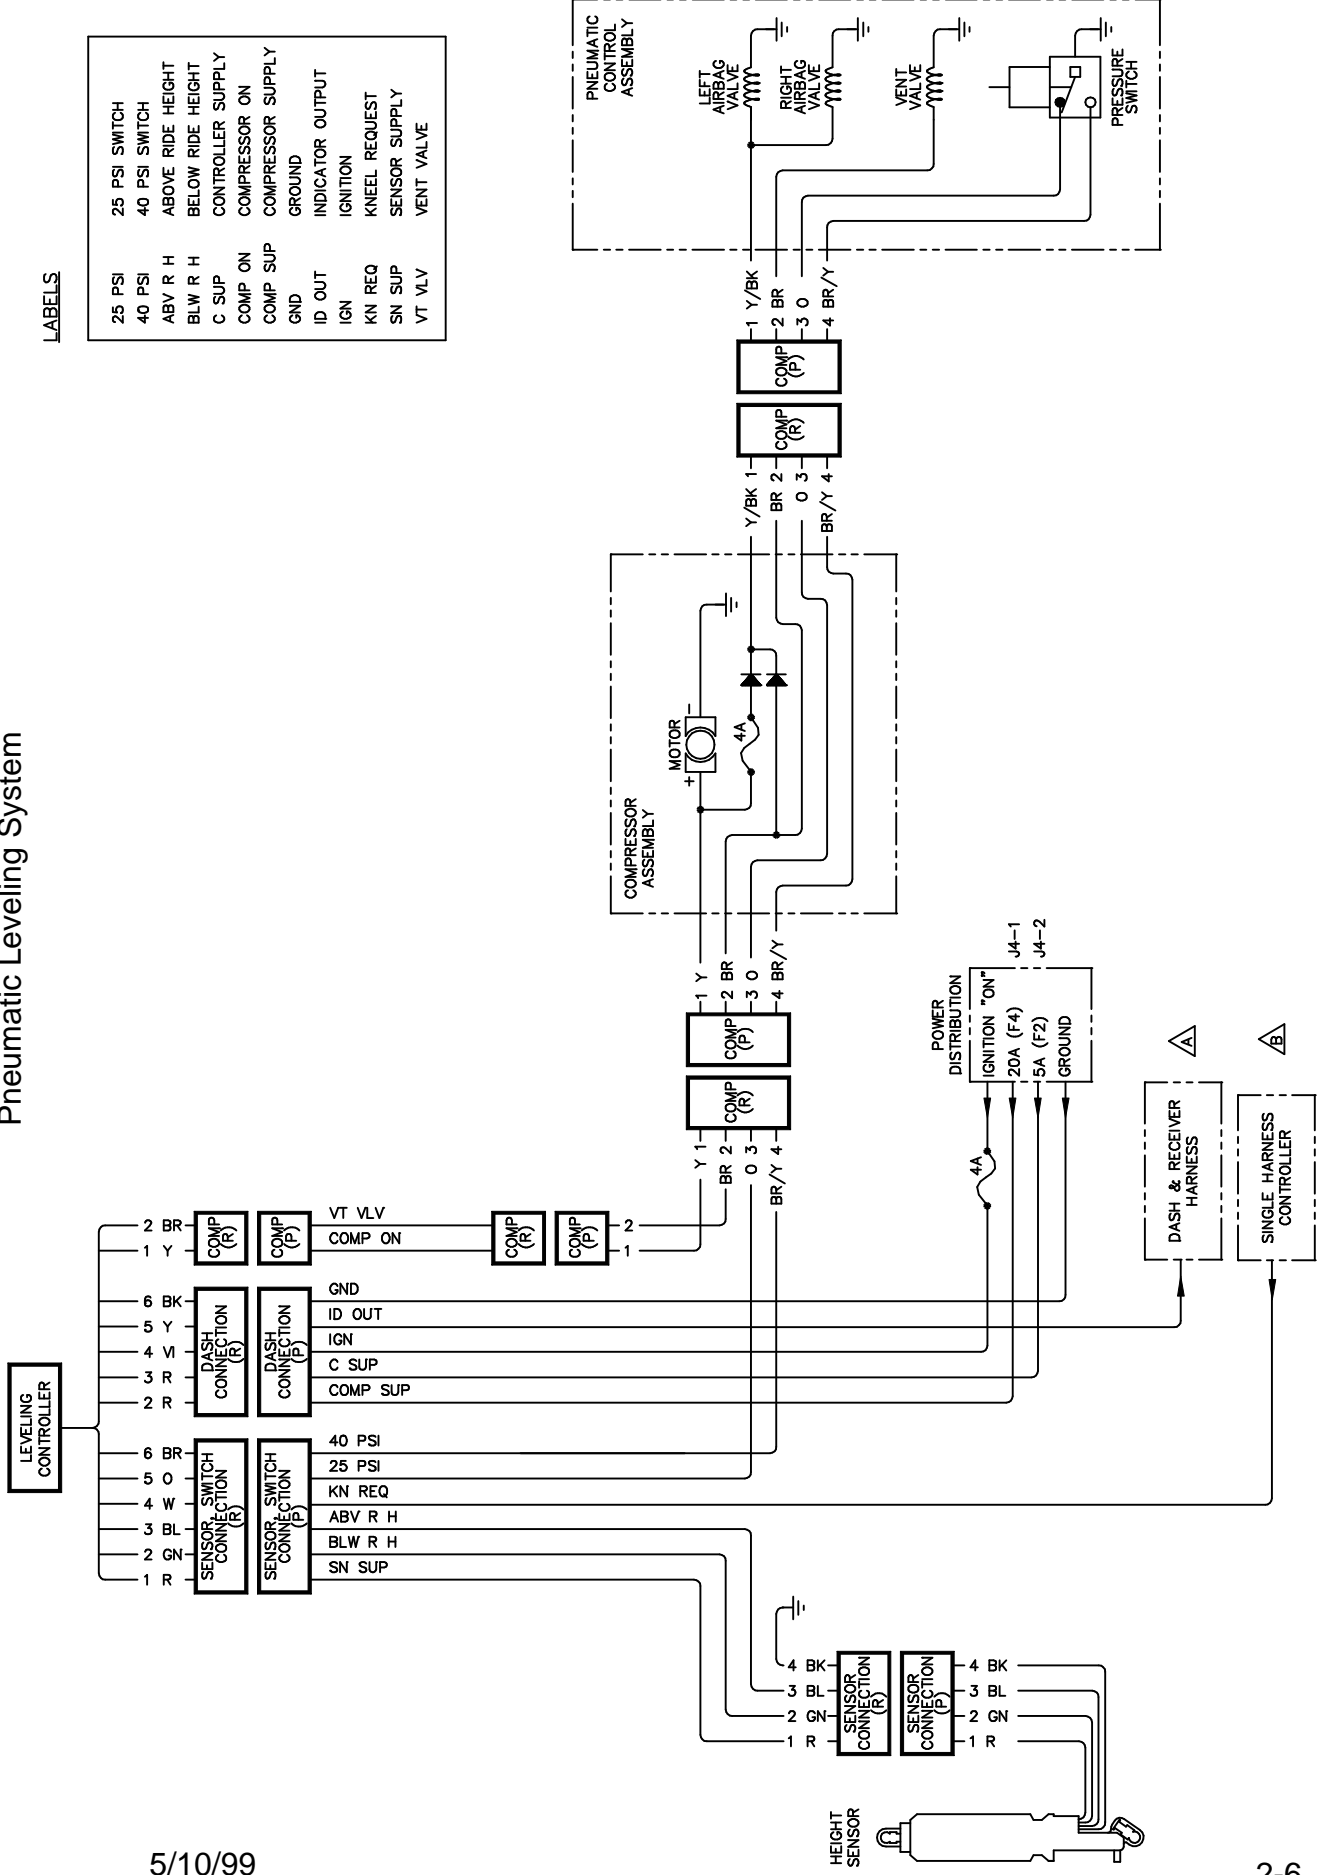 Pneumatic Leveling System
LABELS
25 PSI 25 PSI SWITCH
40 PSI 40 PSI SWITCH
ABV R H ABOVE RIDE HEIGHT
BLW R H BELOW RIDE HEIGHT
C SUP CONTROLLER SUPPLY
COMP ON COMPRESSOR ON
COMP SUP COMPRESSOR SUPPLY
GND GROUND
ID OUT INDICATOR OUTPUT
IGN IGNITION
KN REQ KNEEL REQUEST
SN SUP SENSOR SUPPLY
VT VLV VENT VALVE
LEVELING
CONTROLLER
1 R
2 GN
3 BL
4 W
5 O
6 BR
SENSOR, SWITCH
CONNECTION
(R)
SENSOR, SWITCH
CONNECTION
(P)
SN SUP
BLW R H
ABV R H
KN REQ
25 PSI
40 PSI
2 R
3 R
4 VI
5 Y
6 BK
DASH
CONNECTION
(R)
DASH
CONNECTION
(P)
COMP SUP
C SUP
IGN
ID OUT
GND
1 Y
2 BR
COMP
(R)
COMP
(P)
COMP ON
VT VLV
COMP
(R)
COMP
(P)
1
2
Y 1
BR 2
O 3
BR/Y 4
COMP
(R)
COMP
(P)
1 Y
2 BR
3 O
4 BR/Y
COMPRESSOR
ASSEMBLY
MOTOR
+
-
4A
Y/BK 1
BR 2
O 3
BR/Y 4
COMP
(R)
COMP
(P)
1 Y/BK
2 BR
3 O
4 BR/Y
PNEUMATIC
CONTROL
ASSEMBLY
LEFT
AIRBAG
VALVE
RIGHT
AIRBAG
VALVE
VENT
VALVE
PRESSURE
SWITCH
POWER
DISTRIBUTION
IGNITION "ON"
20A (F4)
J4-1
5A (F2)
J4-2
GROUND
4A
DASH & RECEIVER
HARNESS
A
SINGLE HARNESS
CONTROLLER
B
4 BK
3 BL
2 GN
1 R
SENSOR
CONNECTION
(R)
SENSOR
CONNECTION
(P)
4 BK
3 BL
2 GN
1 R
HEIGHT
SENSOR
5/10/99
2-6